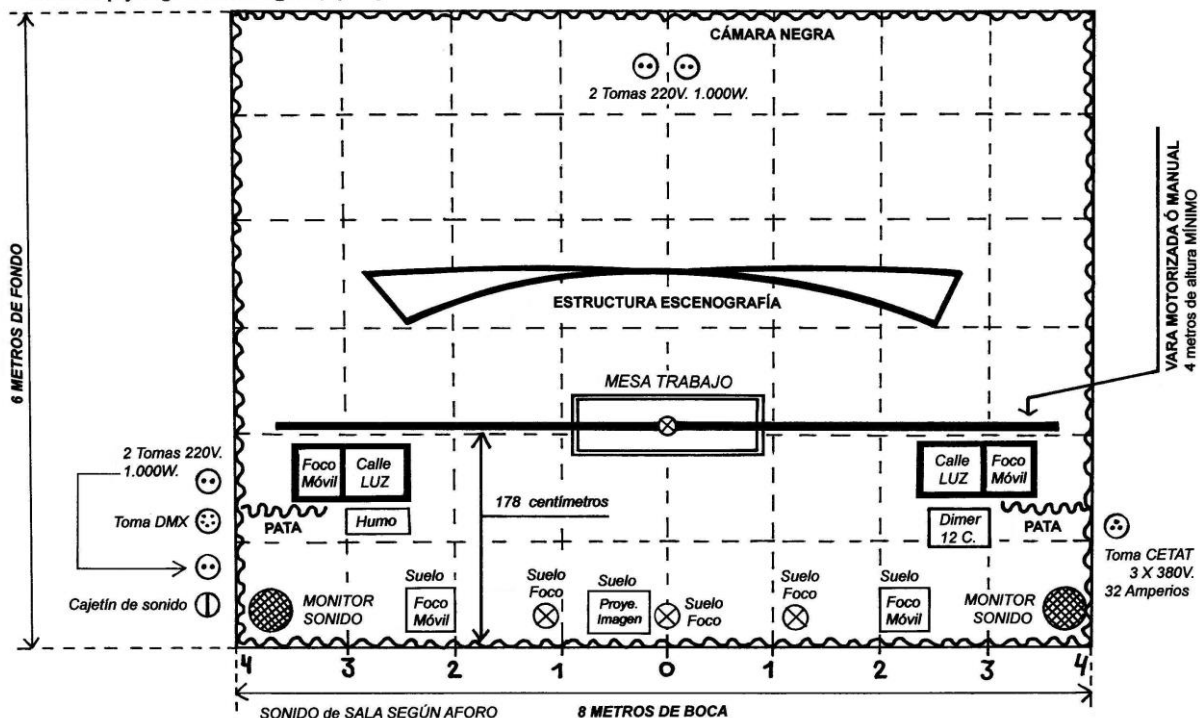 CÁMARA NEGRA
2 Tomas 220V. 1.000W.
6 METROS DE FONDO
VARA MOTORIZADA Ó MANUAL
4 metros de altura MÍNIMO
ESTRUCTURA ESCENOGRAFÍA
MESA TRABAJO
2 Tomas 220V.
1.000W.
Foco
Móvil
Calle
LUZ
Calle
LUZ
Foco
Móvil
178 centímetros
Toma DMX
PATA
Humo
Dimer
12 C.
PATA
Toma CETAT
3 X 380V.
32 Amperios
Cajetín de sonido
MONITOR
SONIDO
Suelo
Foco
Móvil
Suelo
Foco
Suelo
Proye.
Imagen
Suelo
Foco
Suelo
Foco
Suelo
Foco
Móvil
MONITOR
SONIDO
4 3 2 1 0 1 2 3 4
SONIDO de SALA SEGÚN AFORO
8 METROS DE BOCA